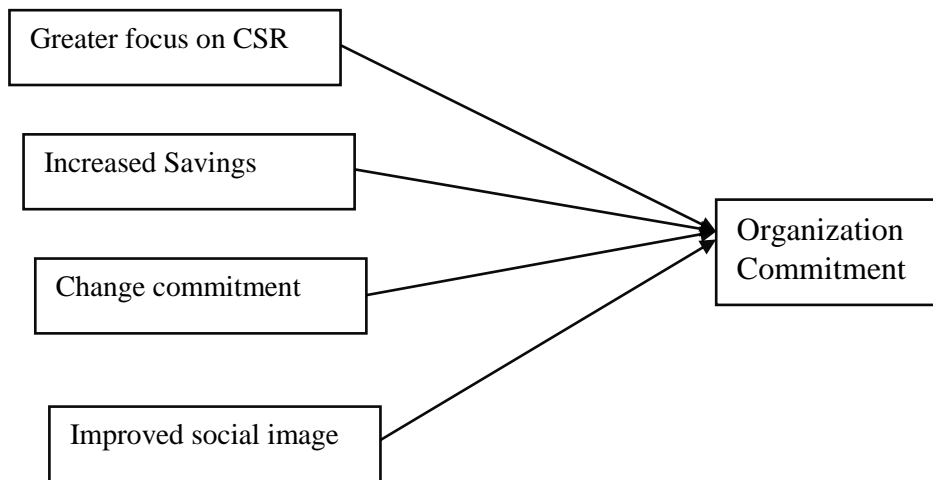 Greater focus on CSR
Increased Savings
Organization
Commitment
Change commitment
Improved social image